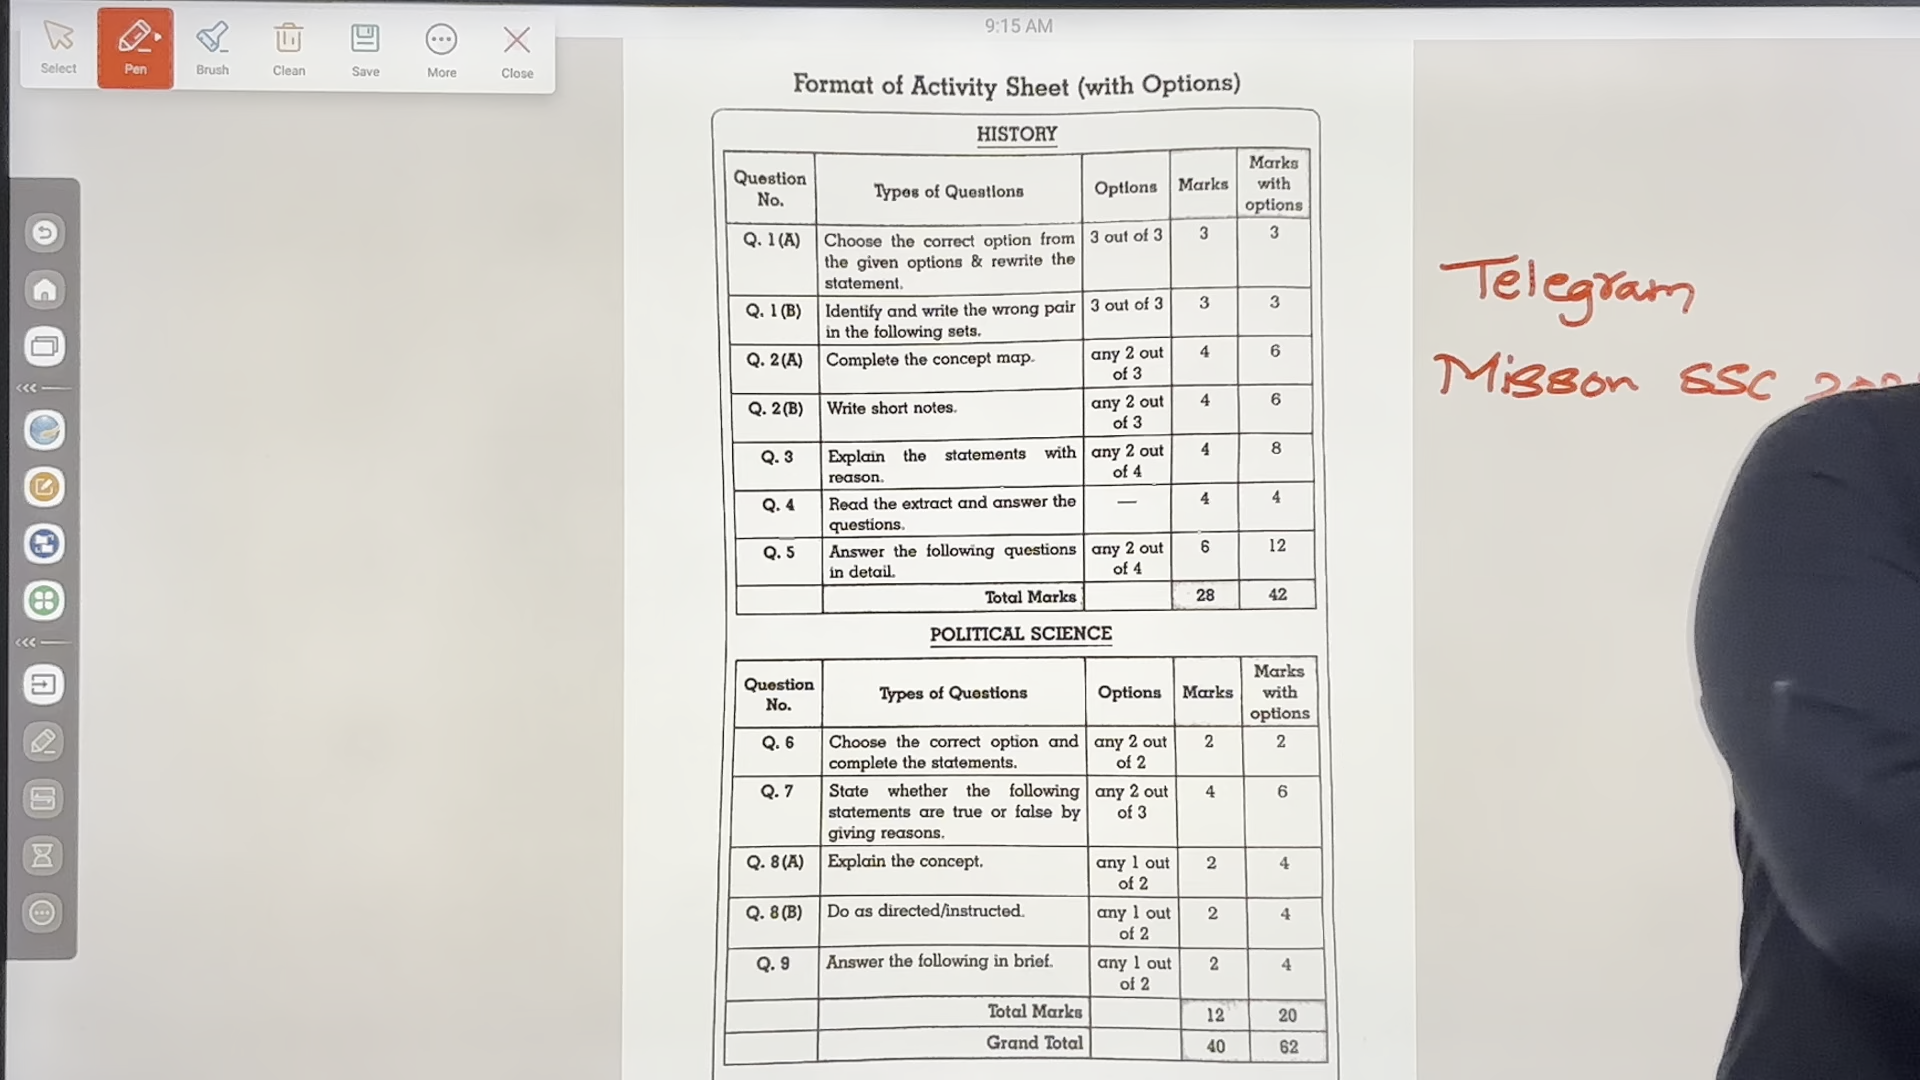 9:15 AM
Select
Pen
Brush
Clean
Save
More
Close
Format of Activity Sheet (with Options)
HISTORY
Question No. Types of Questions Options Marks Marks with options
Q. 1(A) Choose the correct option from the given options & rewrite the statement. 3 out of 3 3 3
Q. 1(B) Identify and write the wrong pair in the following sets. 3 out of 3 3 3
Q. 2(A) Complete the concept map. any 2 out of 3 4 6
Q. 2(B) Write short notes. any 2 out of 3 4 6
Q. 3 Explain the statements with reason. any 2 out of 4 4 8
Q. 4 Read the extract and answer the questions. — 4 4
Q. 5 Answer the following questions in detail. any 2 out of 4 6 12
Total Marks 28 42
POLITICAL SCIENCE
Question No. Types of Questions Options Marks Marks with options
Q. 6 Choose the correct option and complete the statements. any 2 out of 2 2 2
Q. 7 State whether the following statements are true or false by giving reasons. any 2 out of 3 4 6
Q. 8(A) Explain the concept. any 1 out of 2 2 4
Q. 8(B) Do as directed/instructed. any 1 out of 2 2 4
Q. 9 Answer the following in brief. any 1 out of 2 2 4
Total Marks 12 20
Grand Total 40 62
Telegram
Misson SSC